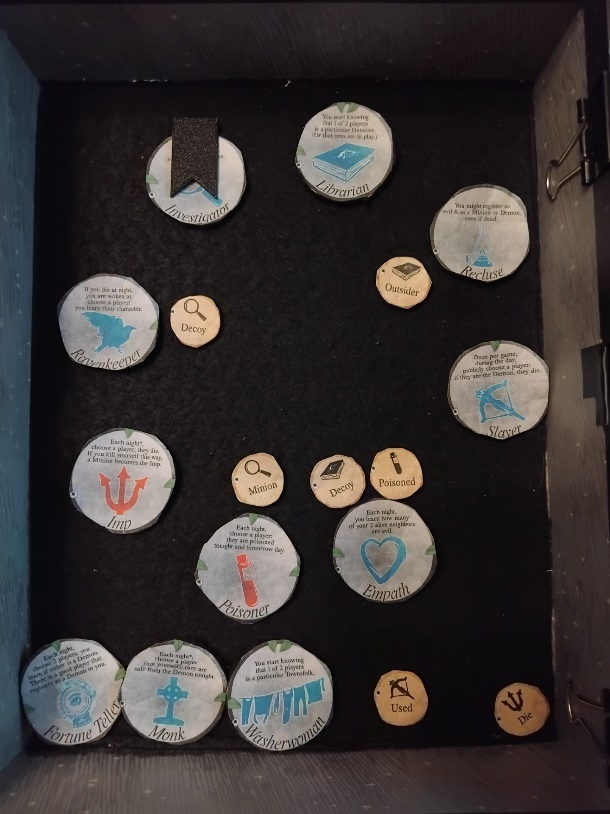 Investigator
You start knowing
that 1 of 2 players
is a particular Outsider.
(Or that zero are in play.)
Librarian
You might register as
evil & as a Minion or Demon,
even if dead.
Recluse
Outsider
If you die at night,
you are woken to
choose a player:
you learn their character.
Ravenkeeper
Decoy
Once per game,
during the day,
publicly choose a player:
if they are the Demon, they die.
Slayer
Each night*,
choose a player: they die.
If you kill yourself this way,
a Minion becomes the Imp.
Imp
Minion
Decoy
Poisoned
Each night,
choose a player:
they are poisoned
tonight and tomorrow day.
Poisoner
Each night,
you learn how many
of your 2 alive neighbors
are evil.
Empath
Each night,
choose 2 players: you
learn if either is a Demon.
There is a good player that
registers as a Demon to you.
Fortune Teller
Each night*,
choose a player
(not yourself): they are
safe from the Demon tonight.
Monk
You start knowing
that 1 of 2 players
is a particular Townsfolk.
Washerwoman
Used
Die